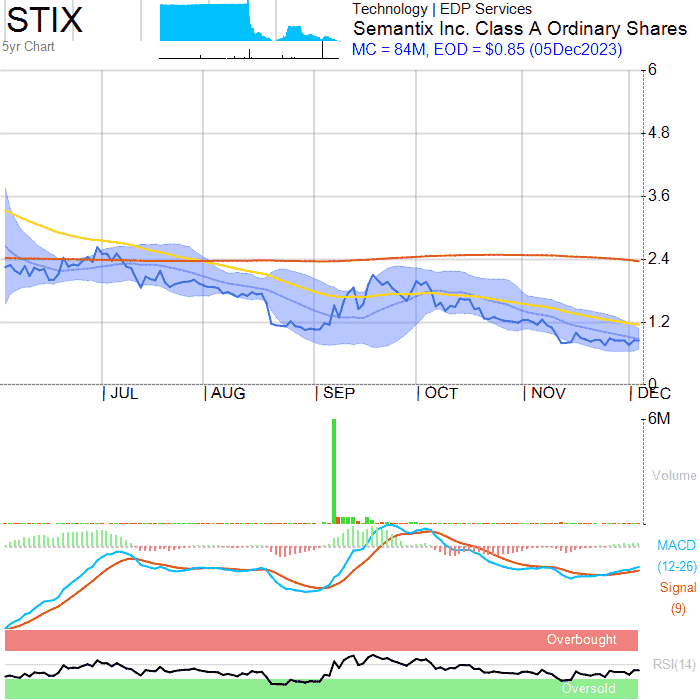 STIX
5yr Chart
Technology | EDP Services
Semantix Inc. Class A Ordinary Shares
MC = 84M, EOD = $0.85 (05Dec2023)
6
4.8
3.6
2.4
1.2
0
| JUL | AUG | SEP | OCT | NOV | DEC
6M
Volume
MACD
(12-26)
Signal
(9)
Overbought
RSI(14)
Oversold